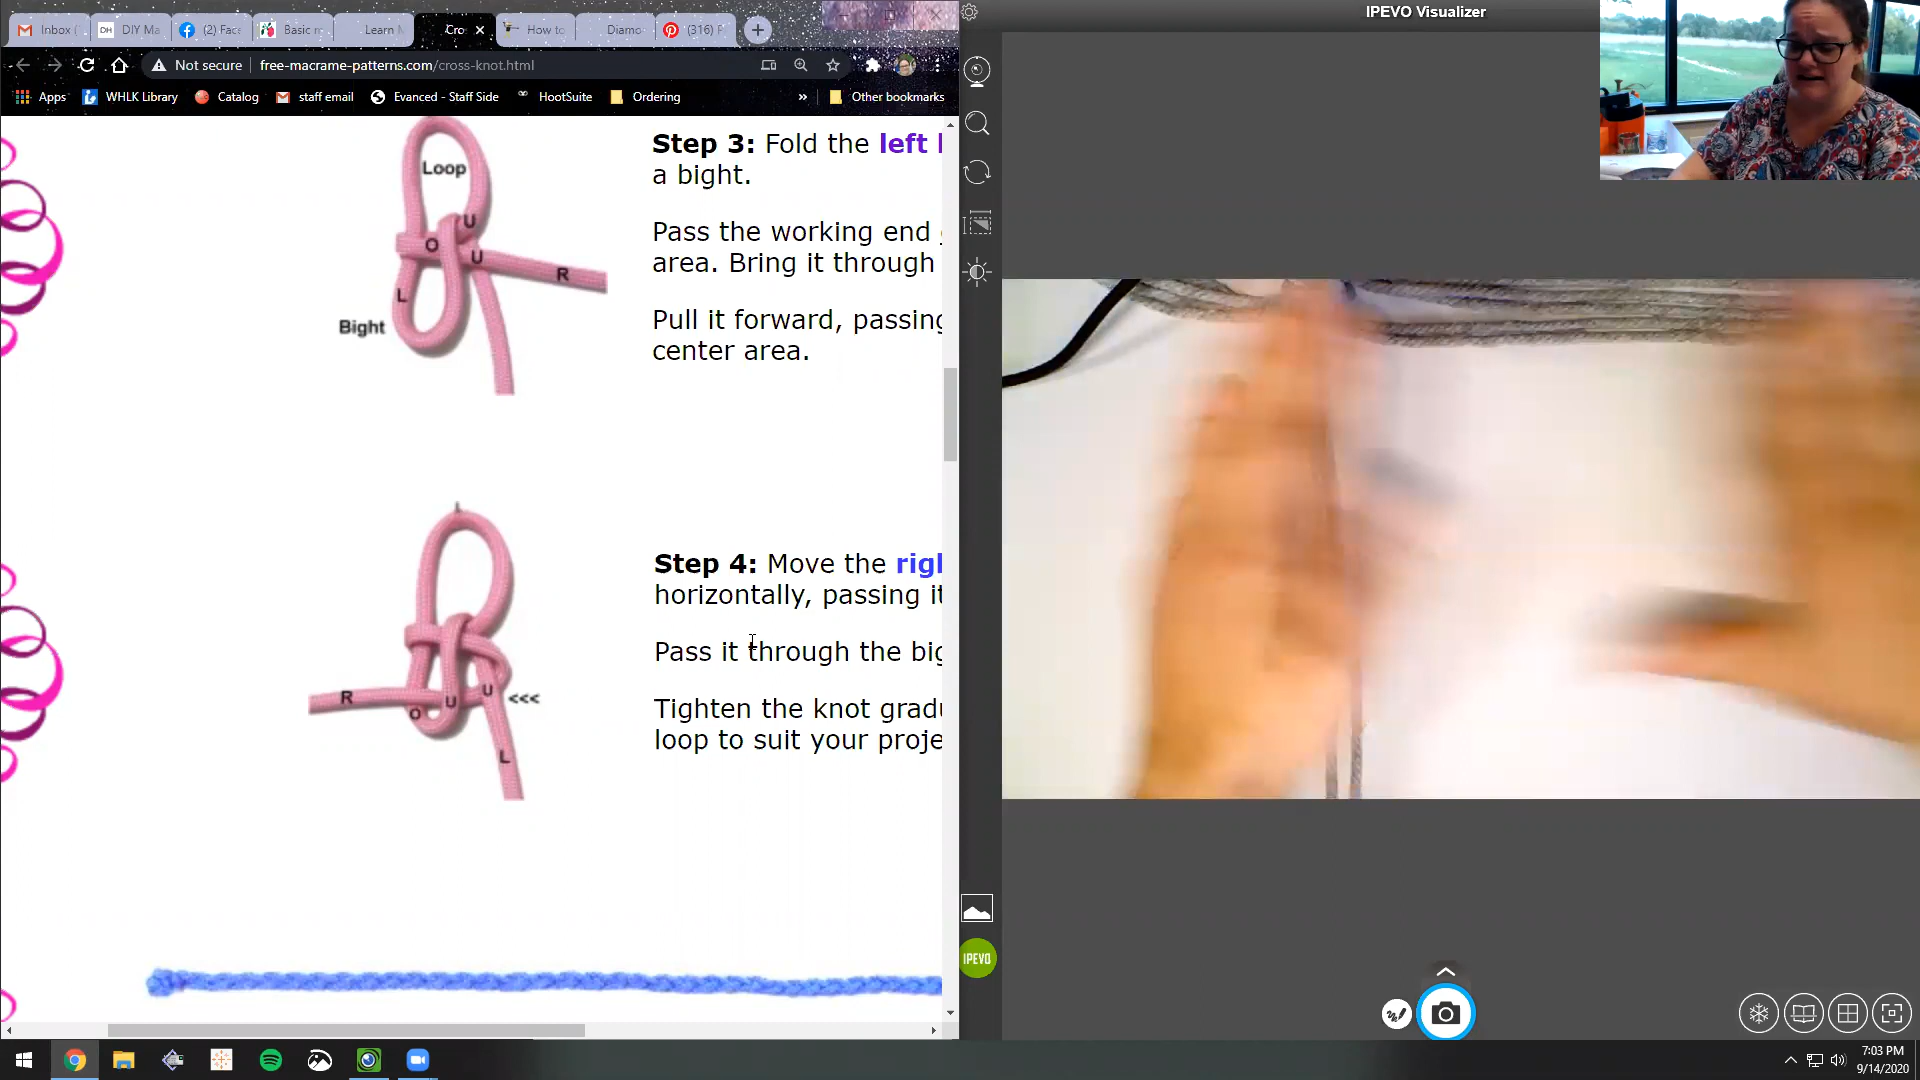 Inbox (
DIY Ma
(2) Face
Basic r
Learn M
Cro
How to
Diamo
(316) P
IPEVO Visualizer
Not secure
free-macrame-patterns.com/cross-knot.html
Apps
WHLK Library
Catalog
staff email
Evanced - Staff Side
HootSuite
Ordering
»
Other bookmarks
Loop
U
O
U
R
L
Bight
Step 3: Fold the left
a bight.
Pass the working end
area. Bring it through
Pull it forward, passing
center area.
R
O
U
U
<<<
L
Step 4: Move the righ
horizontally, passing it
Pass it through the big
Tighten the knot gradu
loop to suit your proje
IPEVO
7:03 PM
9/14/2020